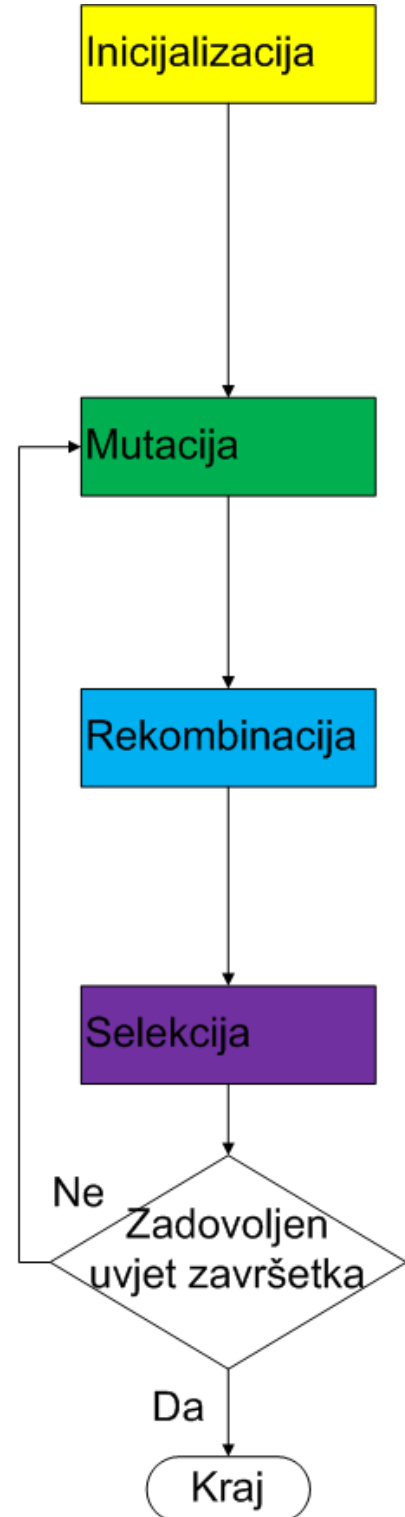 Inicijalizacija
Mutacija
Rekombinacija
Selekcija
Ne
Zadovoljen
uvjet završetka
Da
Kraj